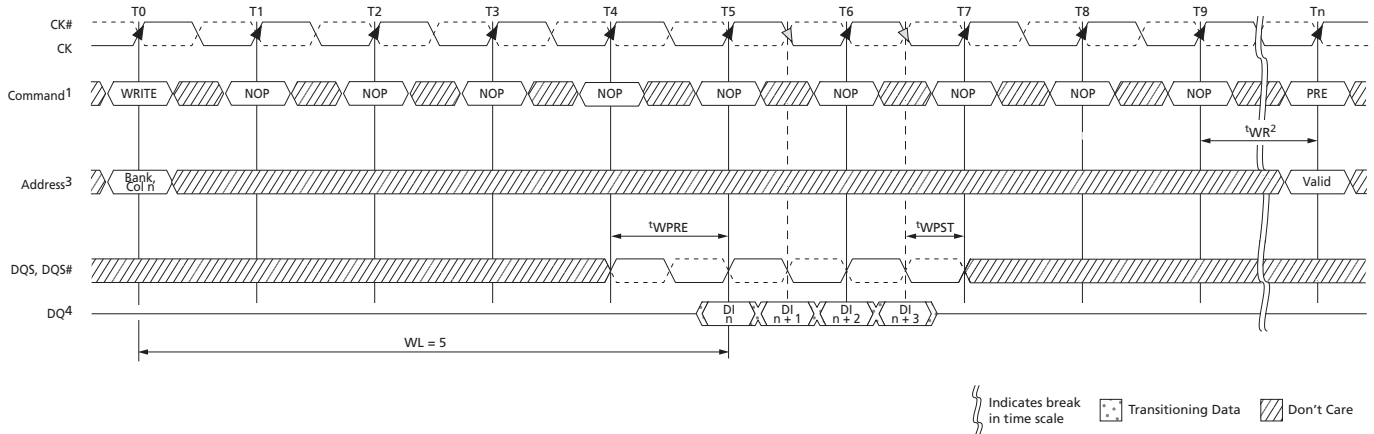 T0 T1 T2 T3 T4 T5 T6 T7 T8 T9 Tn
CK#
CK
Command1 WRITE NOP NOP NOP NOP NOP NOP NOP NOP NOP PRE
tWR2
Address3 Bank, Col n Valid
tWPRE tWPST
DQS, DQS#
DQ4 DI n DI n + 1 DI n + 2 DI n + 3
WL = 5
Indicates break
in time scale
Transitioning Data
Don't Care